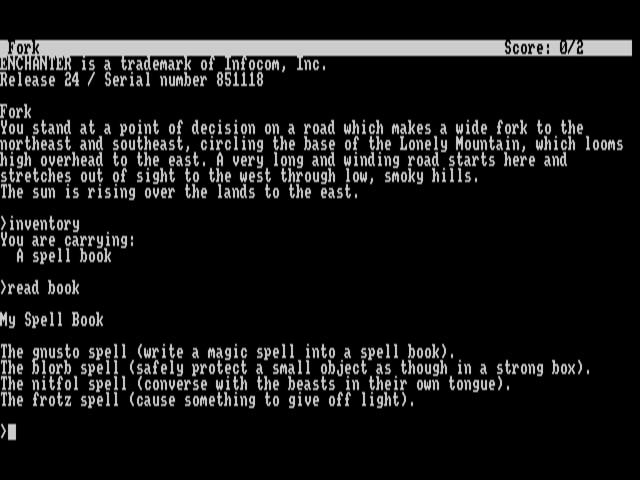 Fork Score: 0/2
ENCHANTER is a trademark of Infocom, Inc.
Release 24 / Serial number 851118
Fork
You stand at a point of decision on a road which makes a wide fork to the
northeast and southeast, circling the base of the Lonely Mountain, which looms
high overhead to the east. A very long and winding road starts here and
stretches out of sight to the west through low, smoky hills.
The sun is rising over the lands to the east.
>inventory
You are carrying:
A spell book
>read book
My Spell Book
The gnusto spell (write a magic spell into a spell book).
The blorb spell (safely protect a small object as though in a strong box).
The nitfol spell (converse with the beasts in their own tongue).
The frotz spell (cause something to give off light).
>